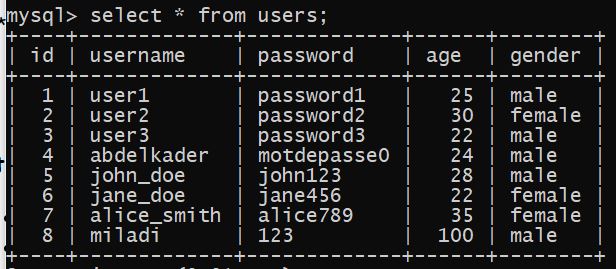 mysql> select * from users;
+----+-------------+-------------+------+--------+
| id | username | password | age | gender |
+----+-------------+-------------+------+--------+
| 1 | user1 | password1 | 25 | male |
| 2 | user2 | password2 | 30 | female |
| 3 | user3 | password3 | 22 | male |
| 4 | abdelkader | motdepasse0 | 24 | male |
| 5 | john_doe | john123 | 28 | male |
| 6 | jane_doe | jane456 | 22 | female |
| 7 | alice_smith | alice789 | 35 | female |
| 8 | miladi | 123 | 100 | male |
+----+-------------+-------------+------+--------+